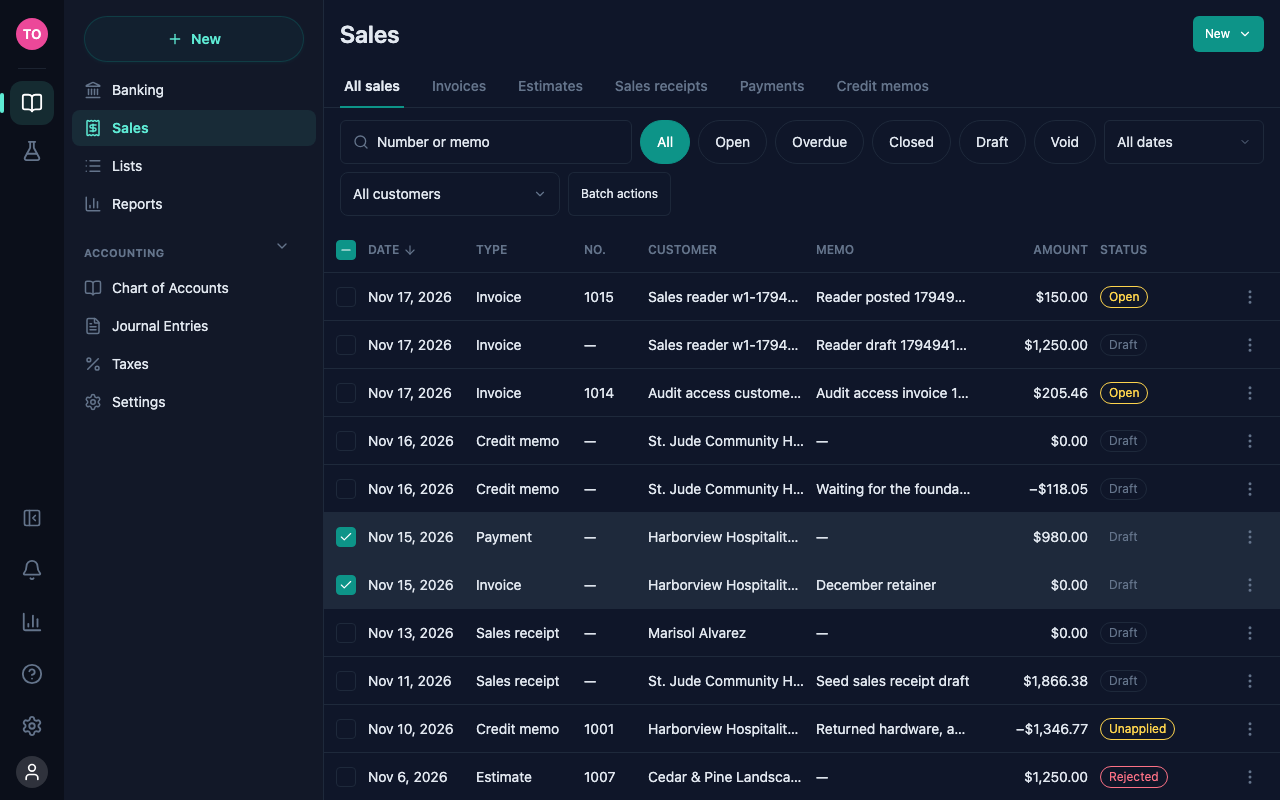 TO
New
Banking
Sales
Lists
Reports
ACCOUNTING
Chart of Accounts
Journal Entries
Taxes
Settings
Sales
New
All sales Invoices Estimates Sales receipts Payments Credit memos
Number or memo All Open Overdue Closed Draft Void All dates
All customers Batch actions
DATE TYPE NO. CUSTOMER MEMO AMOUNT STATUS
Nov 17, 2026 Invoice 1015 Sales reader w1-1794... Reader posted 17949... $150.00 Open
Nov 17, 2026 Invoice — Sales reader w1-1794... Reader draft 1794941... $1,250.00 Draft
Nov 17, 2026 Invoice 1014 Audit access custome... Audit access invoice 1... $205.46 Open
Nov 16, 2026 Credit memo — St. Jude Community H... — $0.00 Draft
Nov 16, 2026 Credit memo — St. Jude Community H... Waiting for the founda... −$118.05 Draft
Nov 15, 2026 Payment — Harborview Hospitalit... — $980.00 Draft
Nov 15, 2026 Invoice — Harborview Hospitalit... December retainer $0.00 Draft
Nov 13, 2026 Sales receipt — Marisol Alvarez — $0.00 Draft
Nov 11, 2026 Sales receipt — St. Jude Community H... Seed sales receipt draft $1,866.38 Draft
Nov 10, 2026 Credit memo 1001 Harborview Hospitalit... Returned hardware, a... −$1,346.77 Unapplied
Nov 6, 2026 Estimate 1007 Cedar & Pine Landsca... — $1,250.00 Rejected